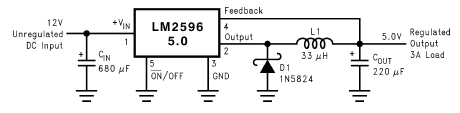 12V
Unregulated
DC Input
+V_IN
1
+
C_IN
680 μF
LM2596
5.0
5
ON/OFF
3
GND
Feedback
4
Output
2
D1
1N5824
L1
33 μH
5.0V
+
C_OUT
220 μF
Regulated
Output
3A Load